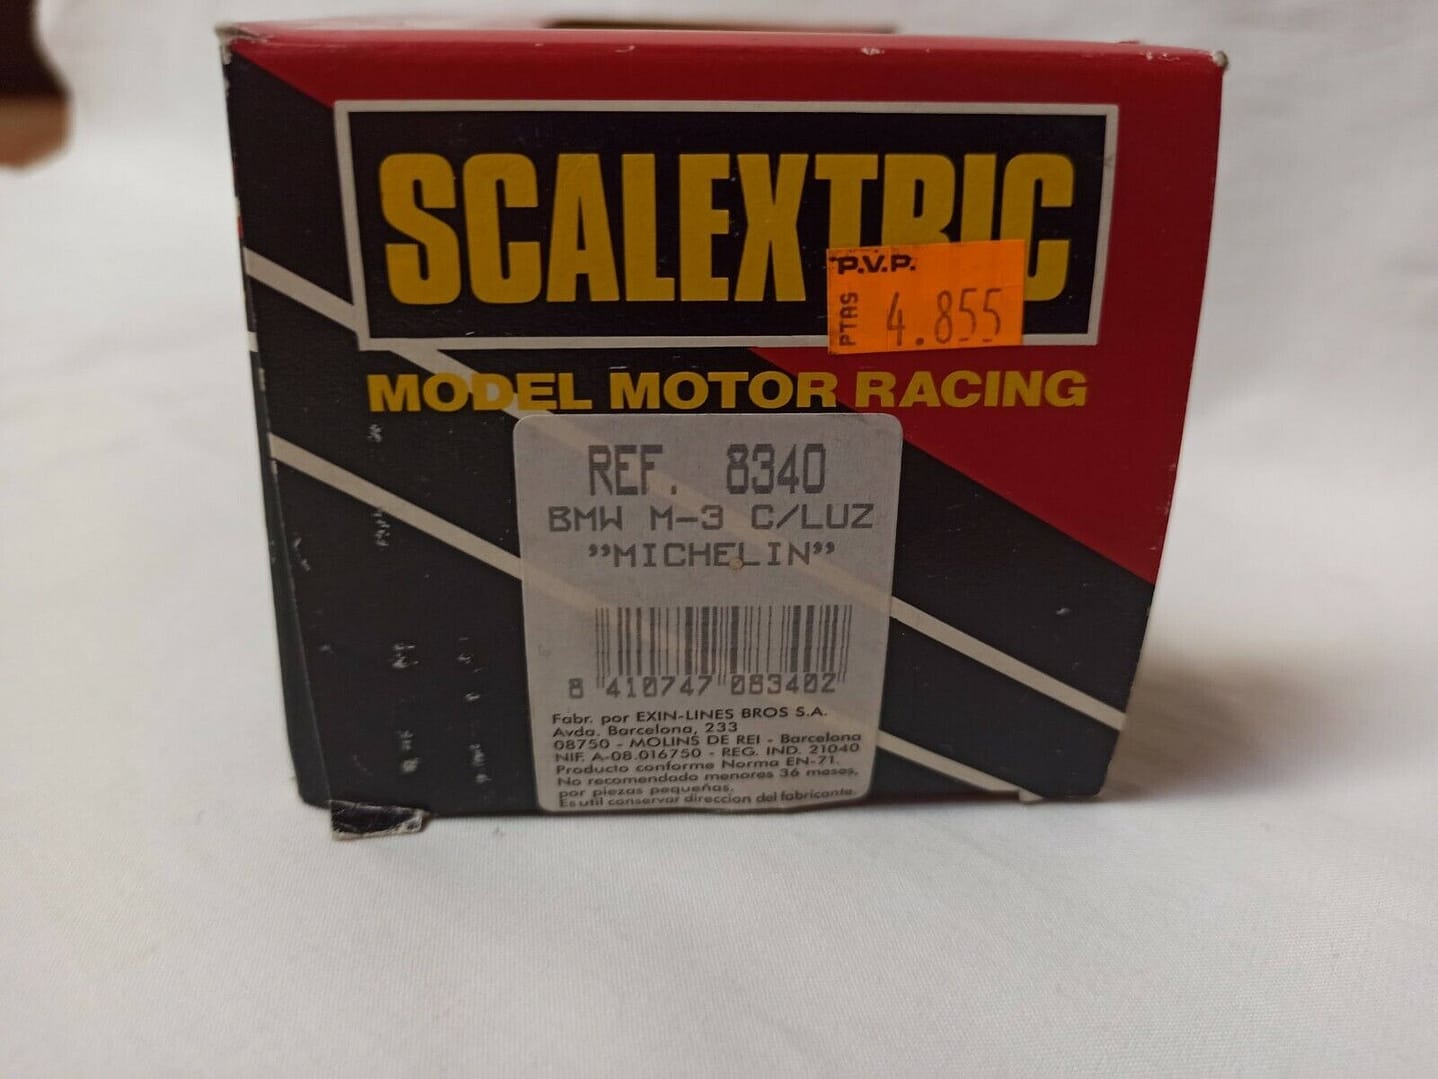 SCALEXTRIC
P.V.P.
PTAS 4.855
MODEL MOTOR RACING
REF. 8340
BMW M-3 C/LUZ
"MICHELIN"
8 410747 083402
Fabr. por EXIN-LINES BROS S.A.
Avda. Barcelona, 233
08750 - MOLINS DE REI - Barcelona
NIF. A-08.016750 - REG. IND. 21040
Producto conforme Norma EN-71.
No recomendado menores 36 meses,
por piezas pequeñas.
Es util conservar direccion del fabricante.